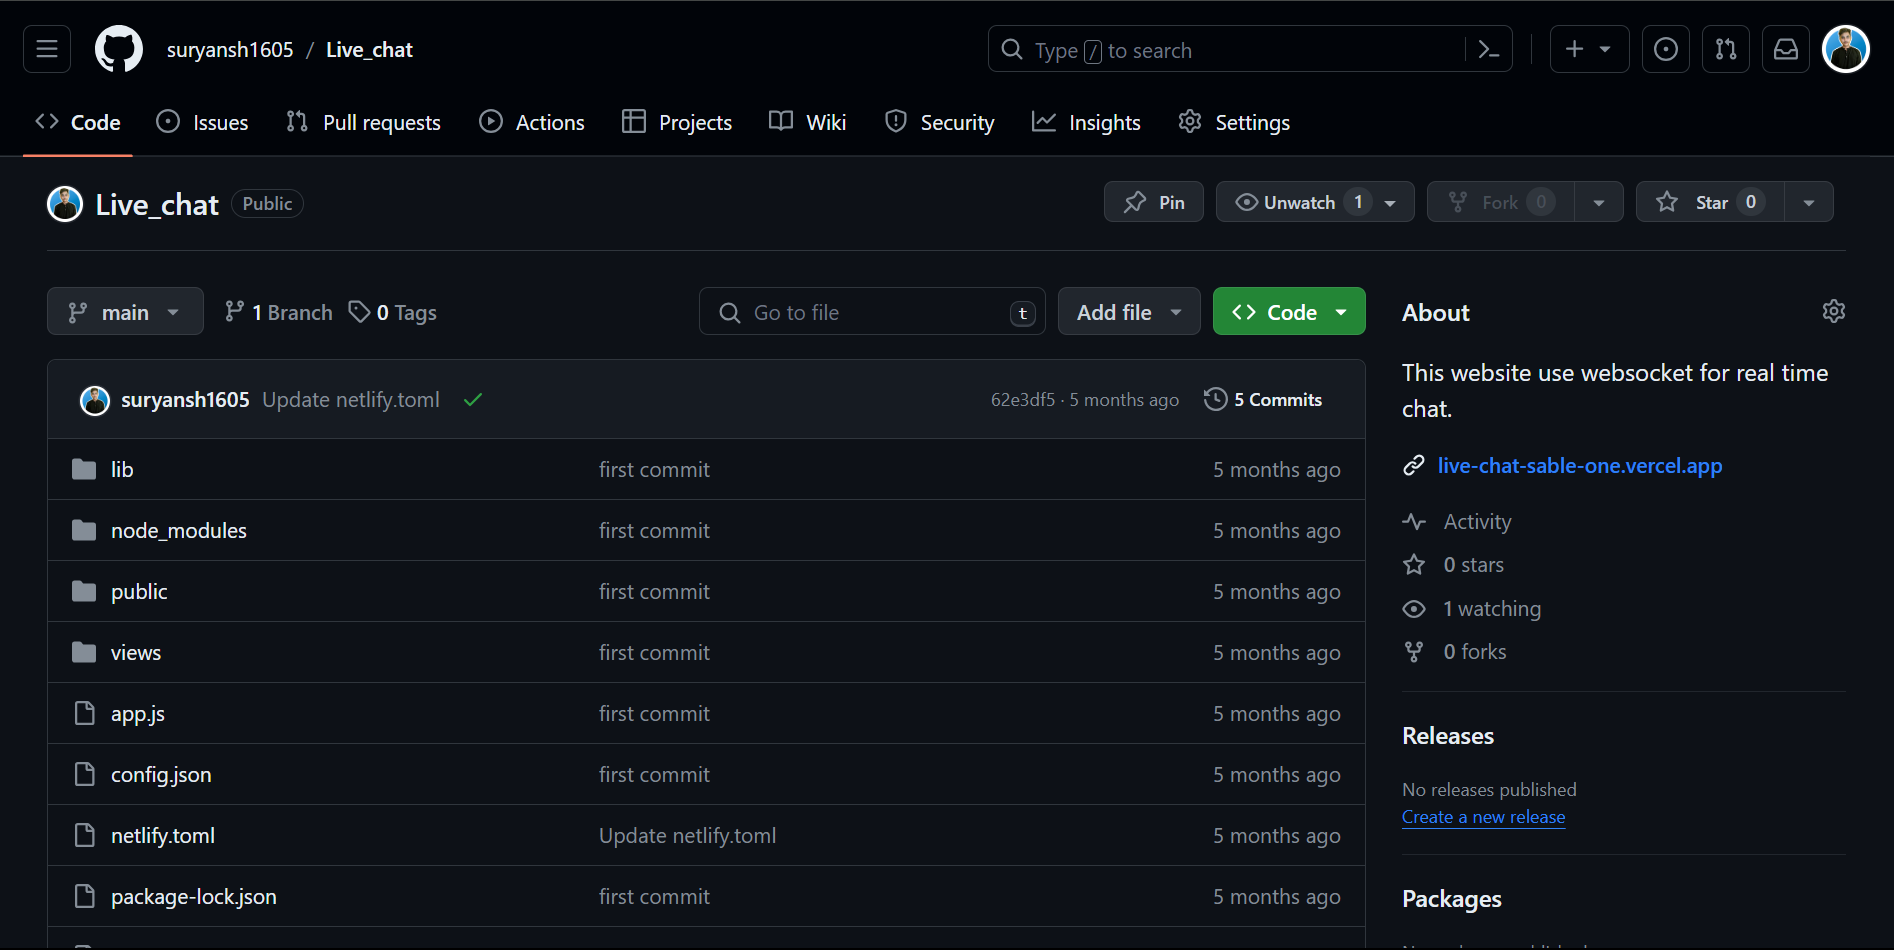 suryansh1605 / Live_chat
Type / to search
Code Issues Pull requests Actions Projects Wiki Security Insights Settings
Live_chat Public
Pin Unwatch 1 Fork 0 Star 0
main 1 Branch 0 Tags Go to file t Add file Code
suryansh1605 Update netlify.toml 62e3df5 · 5 months ago 5 Commits
lib first commit 5 months ago
node_modules first commit 5 months ago
public first commit 5 months ago
views first commit 5 months ago
app.js first commit 5 months ago
config.json first commit 5 months ago
netlify.toml Update netlify.toml 5 months ago
package-lock.json first commit 5 months ago
About
This website use websocket for real time
chat.
live-chat-sable-one.vercel.app
Activity
0 stars
1 watching
0 forks
Releases
No releases published
Create a new release
Packages